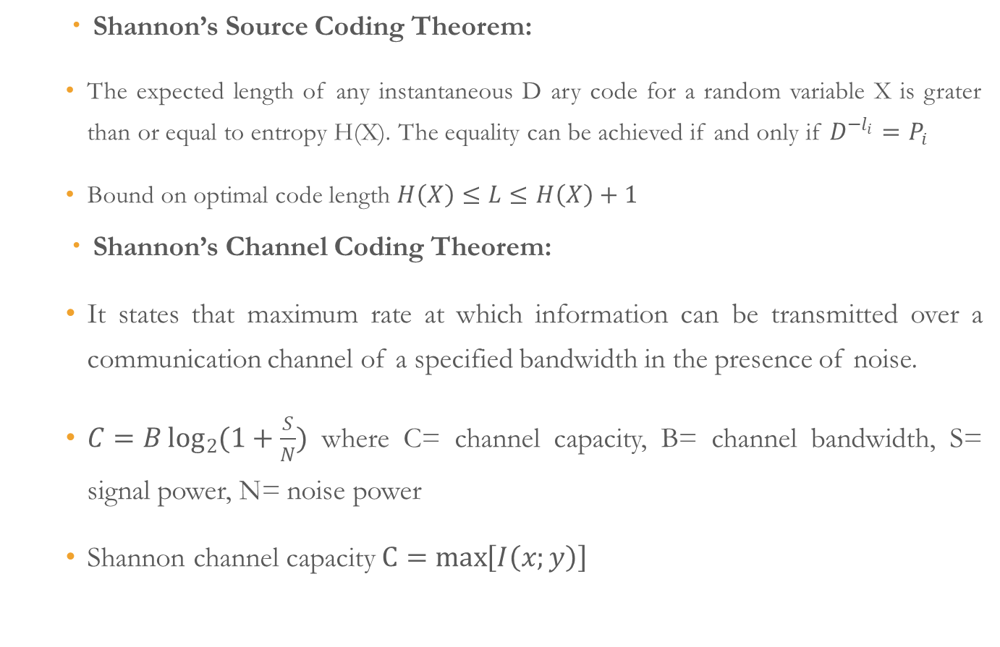 • Shannon’s Source Coding Theorem:
• The expected length of any instantaneous D ary code for a random variable X is grater
than or equal to entropy H(X). The equality can be achieved if and only if $D^{-l_i} = P_i$
• Bound on optimal code length $H(X) \leq L \leq H(X) + 1$
• Shannon’s Channel Coding Theorem:
• It states that maximum rate at which information can be transmitted over a
communication channel of a specified bandwidth in the presence of noise.
• $C = B \log_2(1 + \frac{S}{N})$ where C= channel capacity, B= channel bandwidth, S=
signal power, N= noise power
• Shannon channel capacity $C = \max[I(x; y)]$